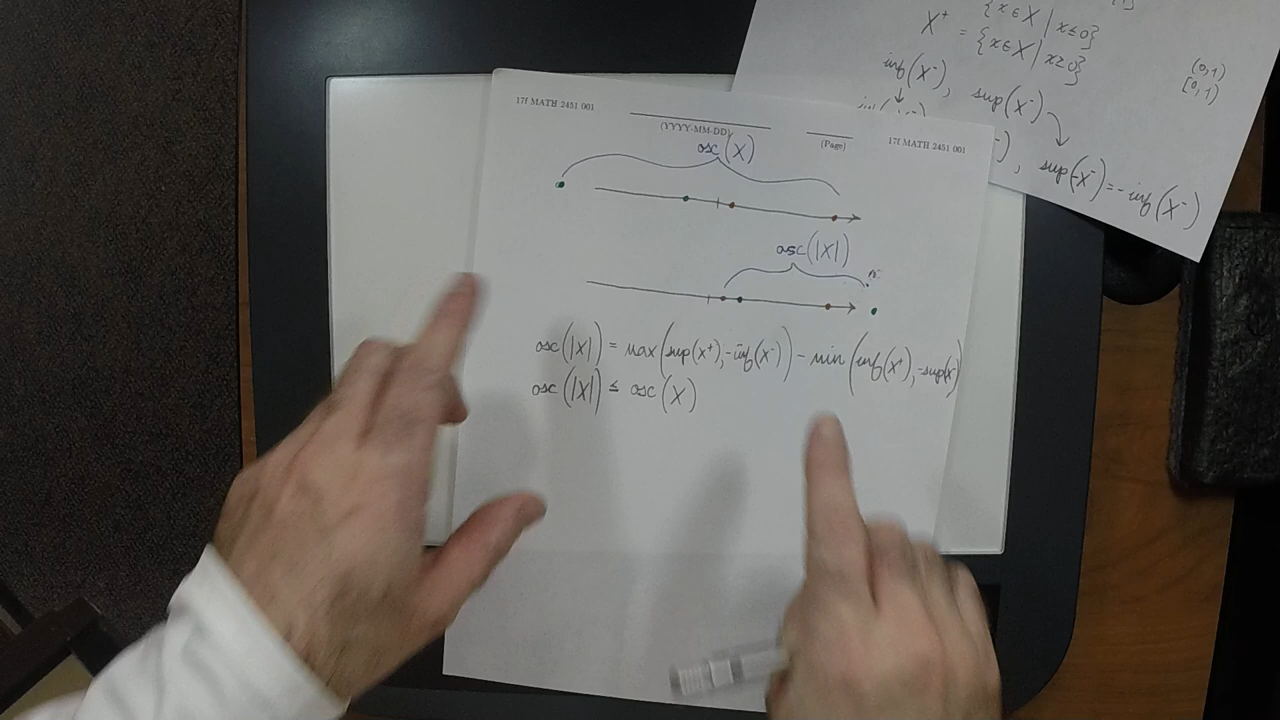 {x ∈ X | x ≤ 0}
X⁺ = {x ∈ X | x ≥ 0}
(0,1)
[0,1)
inf(X⁻), sup(X⁻)
sup(-X⁻) = -inf(X⁻)
17f MATH 2451 001
(YYYY-MM-DD)
(Page)
17f MATH 2451 001
osc(X)
osc(|X|)
osc(|X|) = max(sup(X⁺), -inf(X⁻)) - min(inf(X⁺), -sup(X⁻
osc(|X|) ≤ osc(X)